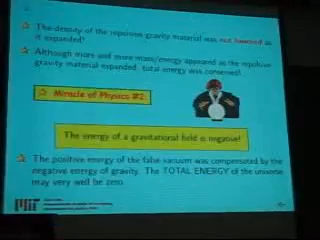 The density of the repulsive gravity material was not lowered as
it expanded!
Although more and more mass/energy appeared as the repulsive
gravity material expanded, total energy was conserved!
Miracle of Physics #2
The energy of a gravitational field is negative!
The positive energy of the false vacuum was compensated by the
negative energy of gravity. The TOTAL ENERGY of the universe
may very well be zero.